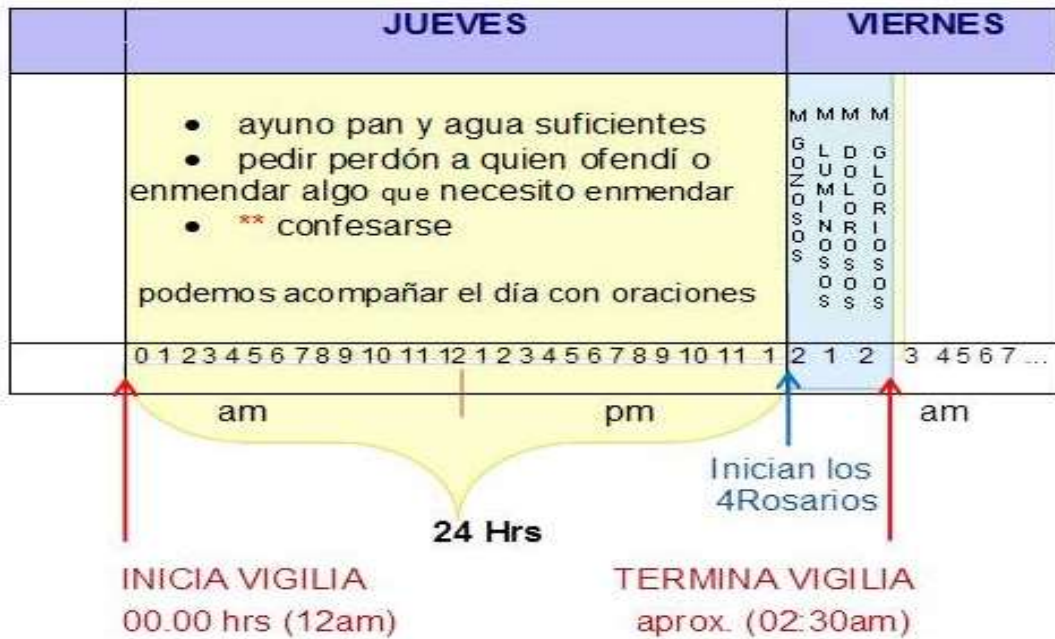 JUEVES
VIERNES
• ayuno pan y agua suficientes
• pedir perdón a quien ofendí o
enmendar algo que necesito enmendar
• ** confesarse
podemos acompañar el día con oraciones
M GOZOSOS
M LUMINOSOS
M DOLOROSOS
M GLORIOSOS
0 1 2 3 4 5 6 7 8 9 10 11 12 1 2 3 4 5 6 7 8 9 10 11 1 2 1 2 3 4 5 6 7 ...
am
pm
am
Inician los
4Rosarios
24 Hrs
INICIA VIGILIA
00.00 hrs (12am)
TERMINA VIGILIA
aprox. (02:30am)